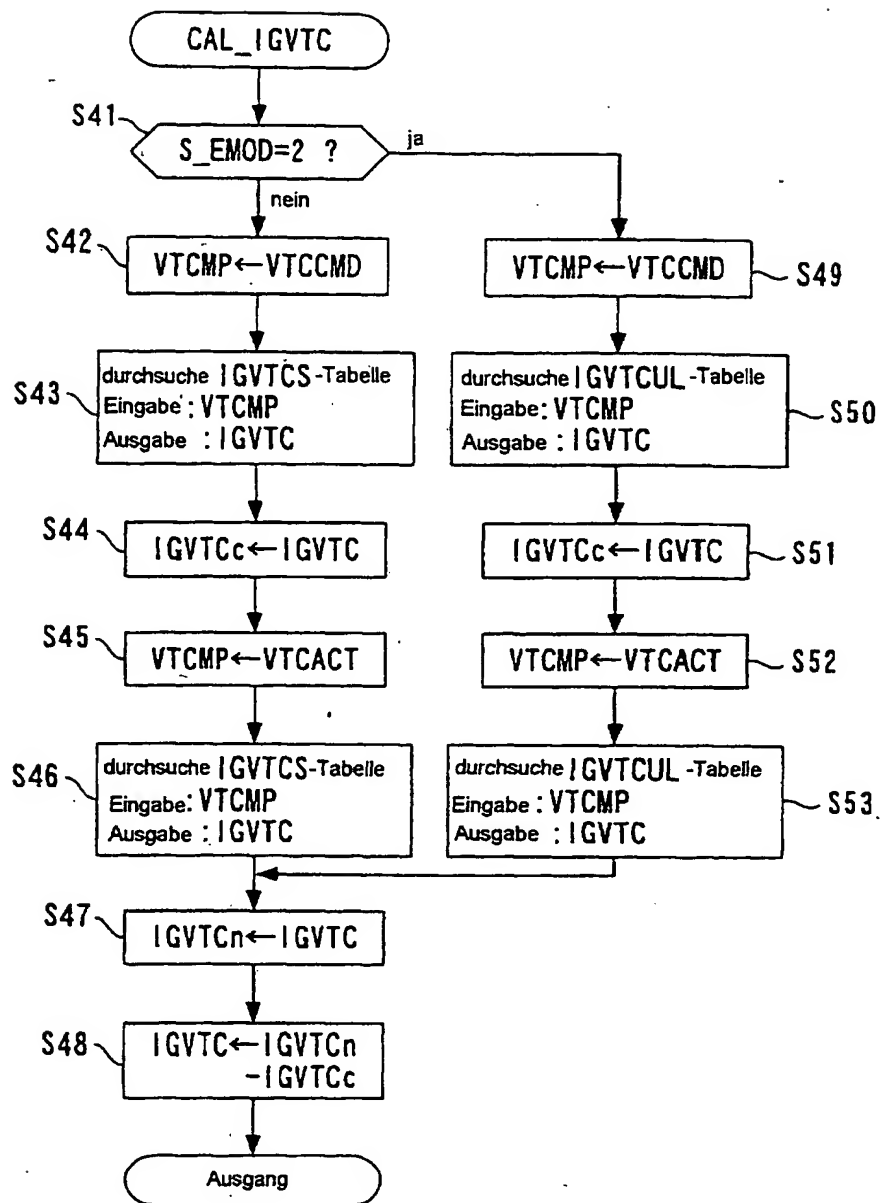 CAL_IGVTC
S41
S_EMOD=2 ?
ja
nein
S42
VTCMP←VTCCMD
S43
durchsuche IGVTCS-Tabelle
Eingabe : VTCMP
Ausgabe : IGVTC
S44
IGVTCc←IGVTC
S45
VTCMP←VTCACT
S46
durchsuche IGVTCS-Tabelle
Eingabe : VTCMP
Ausgabe : IGVTC
VTCMP←VTCCMD
S49
durchsuche IGVTCUL-Tabelle
Eingabe : VTCMP
Ausgabe : IGVTC
S50
IGVTCc←IGVTC
S51
VTCMP←VTCACT
S52
durchsuche IGVTCUL-Tabelle
Eingabe : VTCMP
Ausgabe : IGVTC
S53
S47
IGVTCn←IGVTC
S48
IGVTC←IGVTCn
-IGVTCc
Ausgang